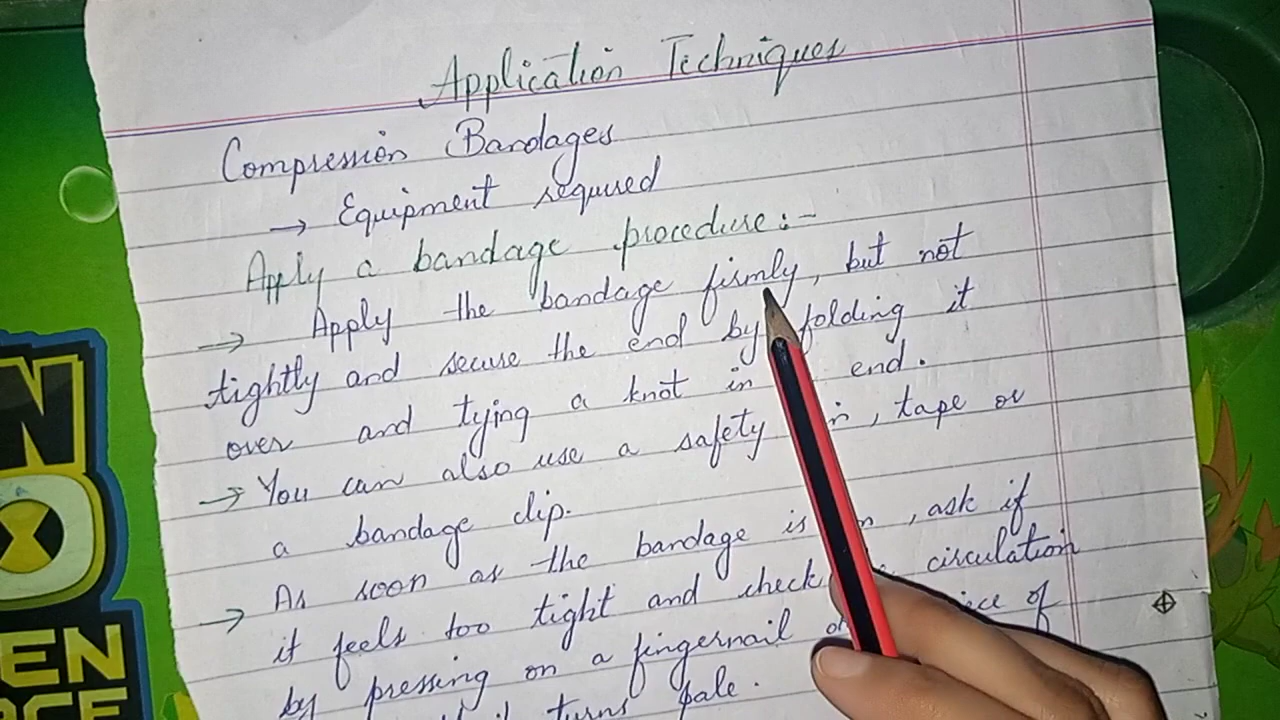 Application Techniques
Compression Bandages
→ Equipment required
Apply a bandage procedure:-
→ Apply the bandage firmly, but not
tightly and secure the end by folding it
over and tying a knot in end.
→ You can also use a safety , tape or
a bandage clip.
→ As soon as the bandage is , ask if
it feels too tight and check circulation
by pressing on a fingernail of
turns pale.
N
EN